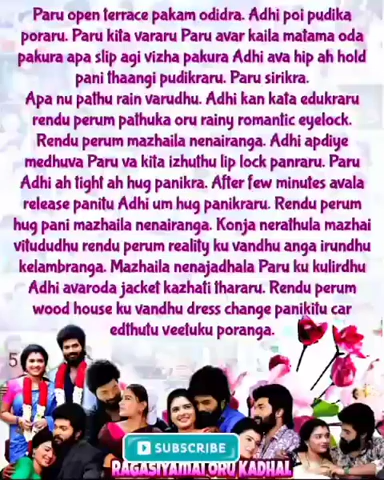 Paru open terrace pakam odidra. Adhi poi pudika
poraru. Paru kita vararu Paru avar kaila matama oda
pakura apa slip agi vizha pakura Adhi ava hip ah hold
pani thaangi pudikraru. Paru sirikra.
Apa nu pathu rain varudhu. Adhi kan kata edukraru
rendu perum pathuka oru rainy romantic eyelock.
Rendu perum mazhaila nenairanga. Adhi apdiye
medhuva Paru va kita izhuthu lip lock panraru. Paru
Adhi ah tight ah hug panikra. After few minutes avala
release panitu Adhi um hug panikraru. Rendu perum
hug pani mazhaila nenairanga. Konja nerathula mazhai
vitududhu rendu perum reality ku vandhu anga irundhu
kelambranga. Mazhaila nenajadhala Paru ku kulirdhu
Adhi avaroda jacket kazhati thararu. Rendu perum
wood house ku vandhu dress change panikitu car
edthutu veetuku poranga.
5
SUBSCRIBE
RAGASIYAMAI ORU KADHAL